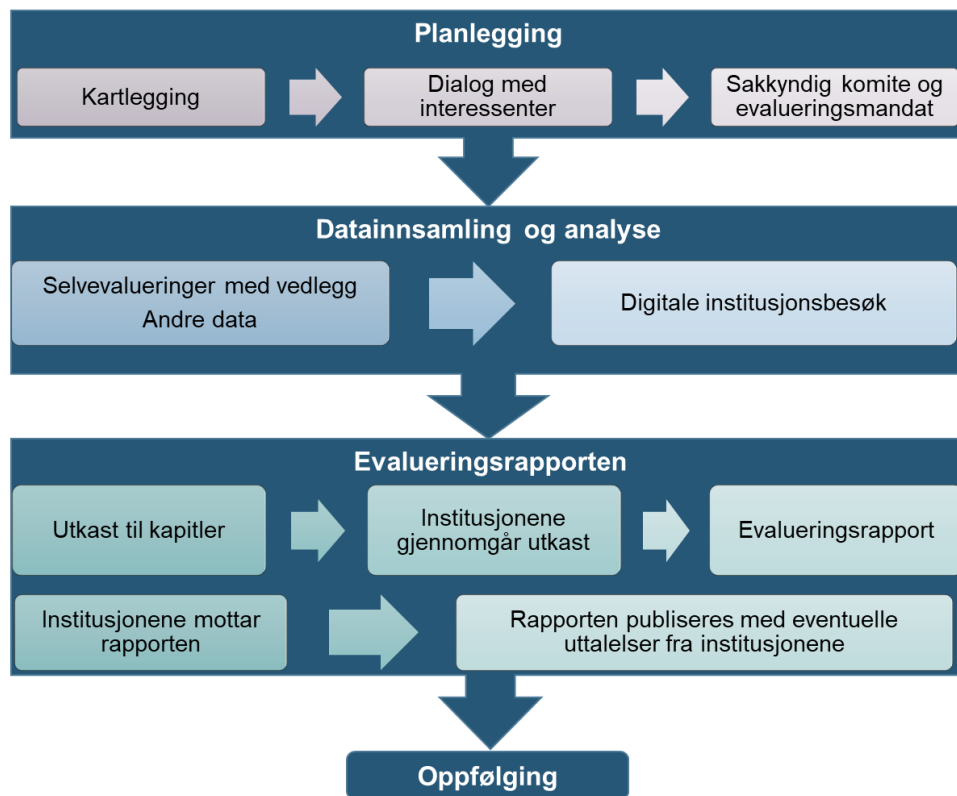 Planlegging
Kartlegging
Dialog med
interessenter
Sakkyndig komite og
evalueringsmandat
Datainnsamling og analyse
Selvevalueringer med vedlegg
Andre data
Digitale institusjonsbesøk
Evalueringsrapporten
Utkast til kapitler
Institusjonene
gjennomgår utkast
Evalueringsrapport
Institusjonene mottar
rapporten
Rapporten publiseres med eventuelle
uttalelser fra institusjonene
Oppfølging